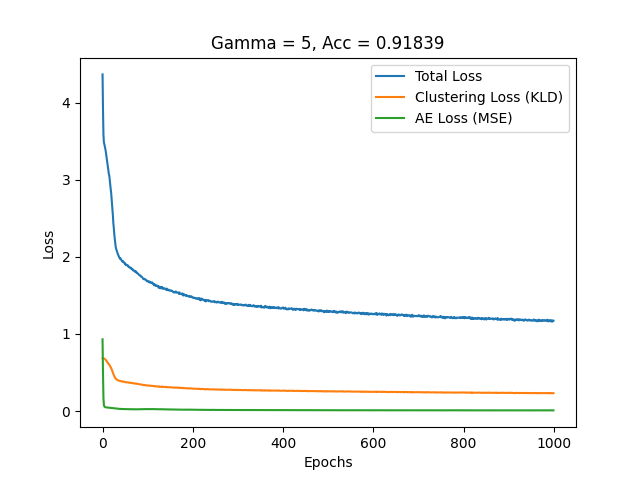 Gamma = 5, Acc = 0.91839
Total Loss
Clustering Loss (KLD)
AE Loss (MSE)
4
3
2
1
0
Loss
0 200 400 600 800 1000
Epochs